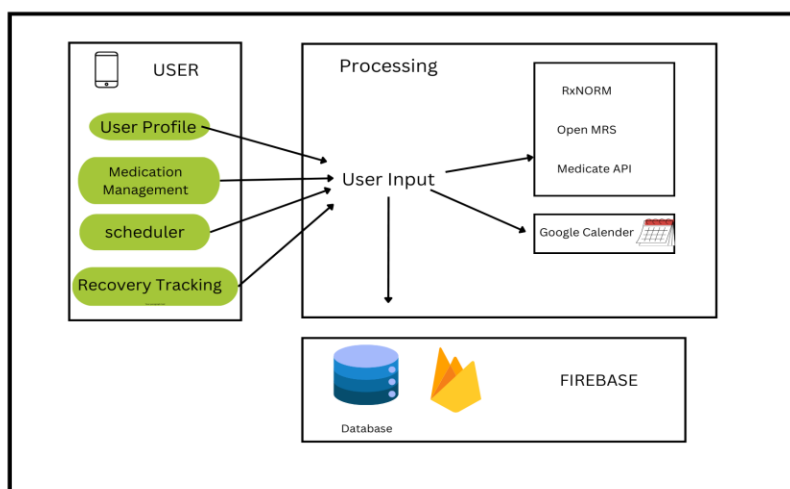 USER
User Profile
Medication
Management
scheduler
Recovery Tracking
Processing
User Input
RxNORM
Open MRS
Medicate API
Google Calender
Database
FIREBASE